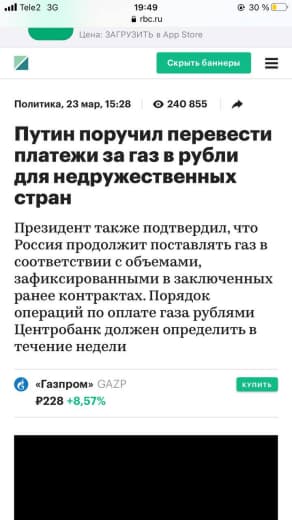 Tele2 3G 19:49 30 %
rbc.ru
Цена: ЗАГРУЗИТЬ в App Store
Скрыть баннеры
Политика, 23 мар, 15:28 240 855
Путин поручил перевести
платежи за газ в рубли
для недружественных
стран
Президент также подтвердил, что
Россия продолжит поставлять газ в
соответствии с объемами,
зафиксированными в заключенных
ранее контрактах. Порядок
операций по оплате газа рублями
Центробанк должен определить в
течение недели
«Газпром» GAZP КУПИТЬ
₽228 +8,57%